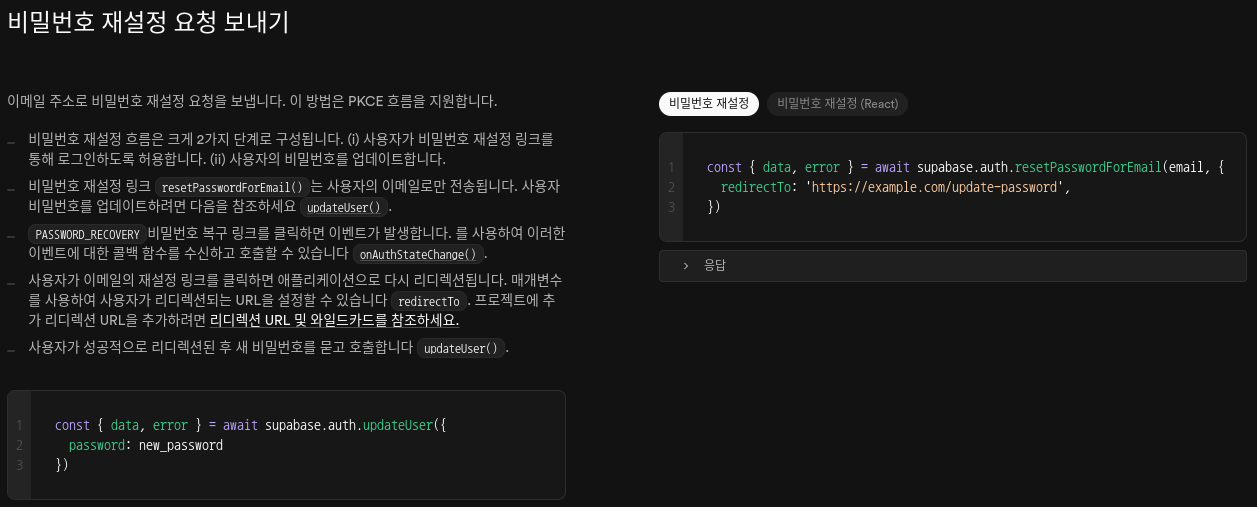 비밀번호 재설정 요청 보내기
이메일 주소로 비밀번호 재설정 요청을 보냅니다. 이 방법은 PKCE 흐름을 지원합니다.
— 비밀번호 재설정 흐름은 크게 2가지 단계로 구성됩니다. (i) 사용자가 비밀번호 재설정 링크를
통해 로그인하도록 허용합니다. (ii) 사용자의 비밀번호를 업데이트합니다.
— 비밀번호 재설정 링크 resetPasswordForEmail()는 사용자의 이메일로만 전송됩니다. 사용자
비밀번호를 업데이트하려면 다음을 참조하세요 updateUser().
— PASSWORD_RECOVERY비밀번호 복구 링크를 클릭하면 이벤트가 발생합니다. 를 사용하여 이러한
이벤트에 대한 콜백 함수를 수신하고 호출할 수 있습니다 onAuthStateChange().
— 사용자가 이메일의 재설정 링크를 클릭하면 애플리케이션으로 다시 리디렉션됩니다. 매개변수
를 사용하여 사용자가 리디렉션되는 URL을 설정할 수 있습니다 redirectTo. 프로젝트에 추
가 리디렉션 URL을 추가하려면 리디렉션 URL 및 와일드카드를 참조하세요.
— 사용자가 성공적으로 리디렉션된 후 새 비밀번호를 묻고 호출합니다 updateUser().
1 const { data, error } = await supabase.auth.updateUser({
2 password: new_password
3 })
비밀번호 재설정 비밀번호 재설정 (React)
1 const { data, error } = await supabase.auth.resetPasswordForEmail(email, {
2 redirectTo: 'https://example.com/update-password',
3 })
> 응답